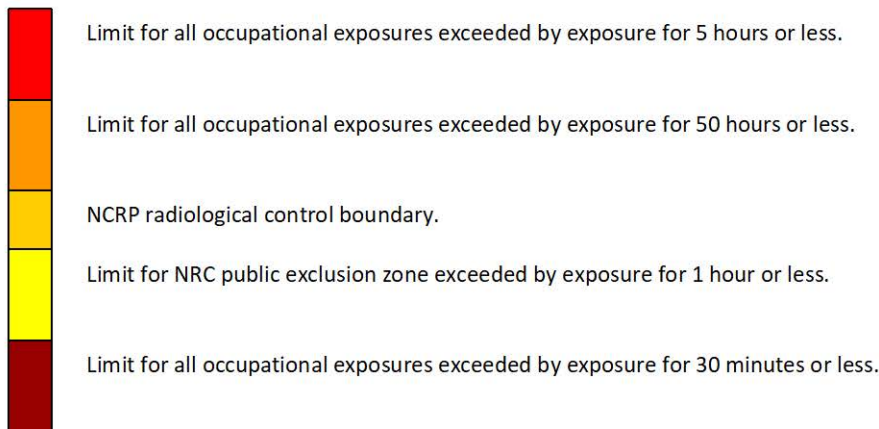 Limit for all occupational exposures exceeded by exposure for 5 hours or less.
Limit for all occupational exposures exceeded by exposure for 50 hours or less.
NCRP radiological control boundary.
Limit for NRC public exclusion zone exceeded by exposure for 1 hour or less.
Limit for all occupational exposures exceeded by exposure for 30 minutes or less.